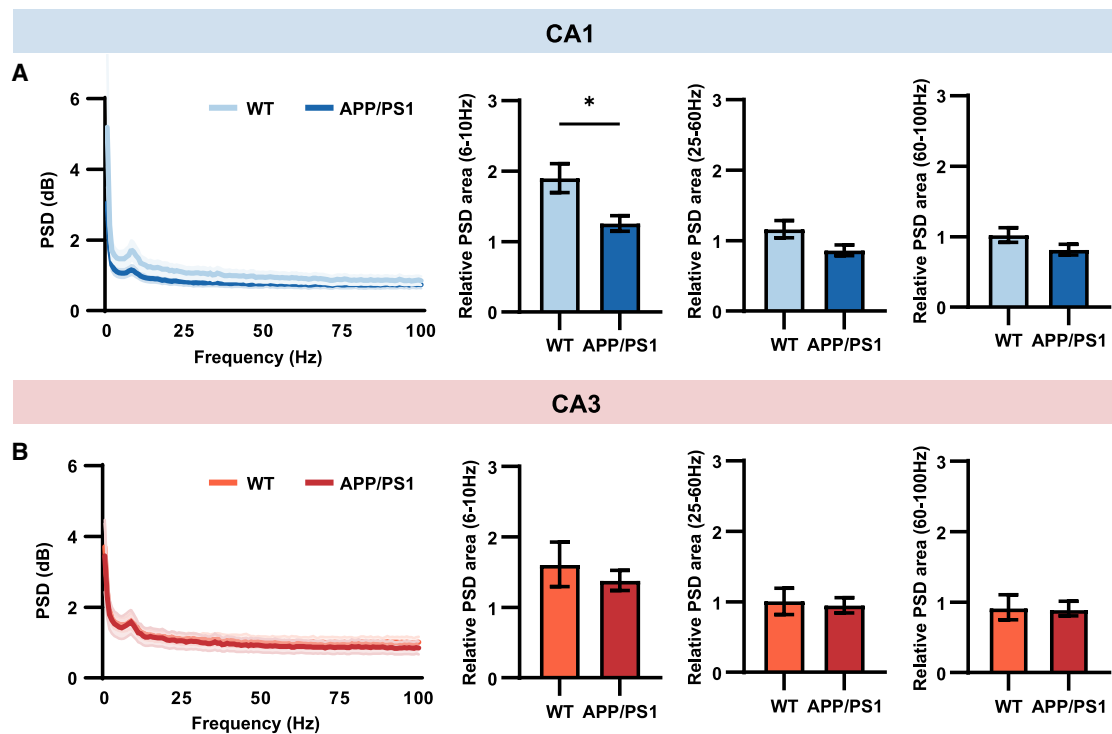 CA1
A
PSD (dB)
6
4
2
0
WT
APP/PS1
0 25 50 75 100
Frequency (Hz)
Relative PSD area (6-10Hz)
3
2
1
0
*
WT APP/PS1
Relative PSD area (25-60Hz)
3
2
1
0
WT APP/PS1
Relative PSD area (60-100Hz)
3
2
1
0
WT APP/PS1
CA3
B
PSD (dB)
6
4
2
0
WT
APP/PS1
0 25 50 75 100
Frequency (Hz)
Relative PSD area (6-10Hz)
3
2
1
0
WT APP/PS1
Relative PSD area (25-60Hz)
3
2
1
0
WT APP/PS1
Relative PSD area (60-100Hz)
3
2
1
0
WT APP/PS1